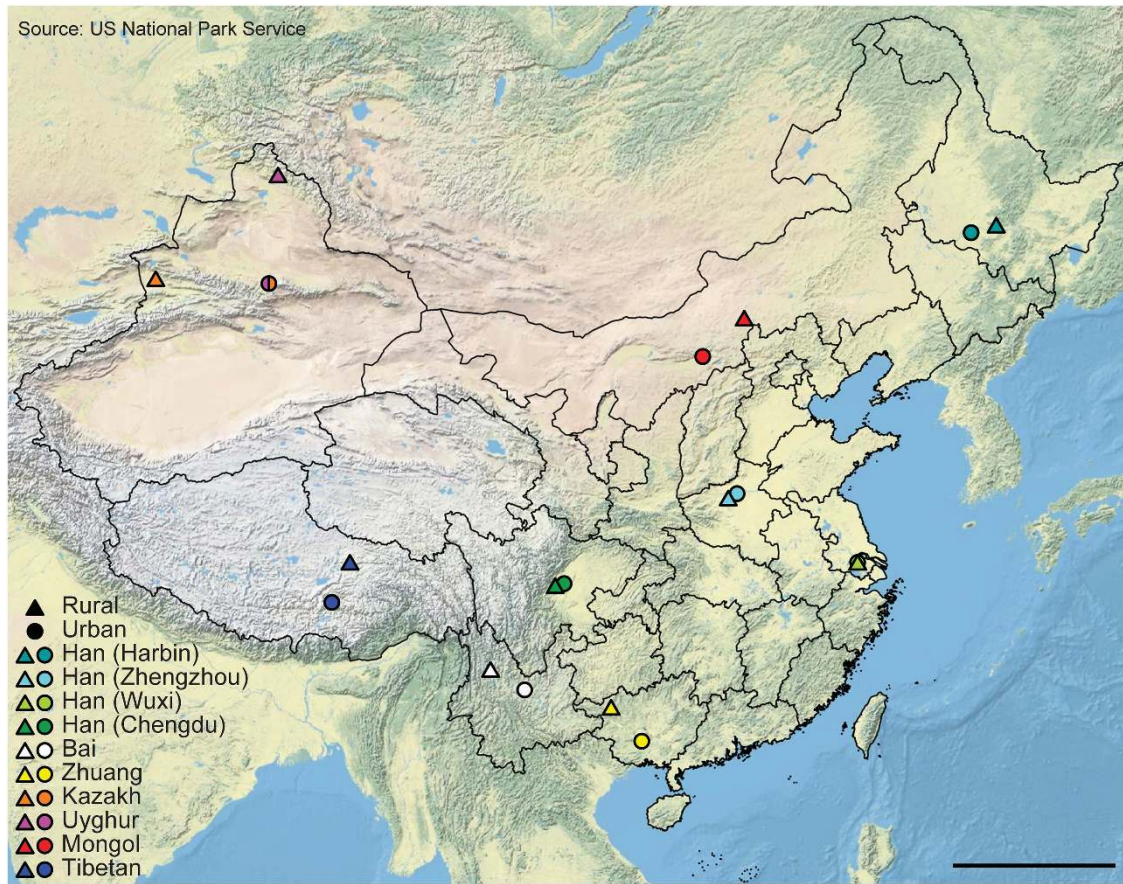 Source: US National Park Service
Rural
Urban
Han (Harbin)
Han (Zhengzhou)
Han (Wuxi)
Han (Chengdu)
Bai
Zhuang
Kazakh
Uyghur
Mongol
Tibetan